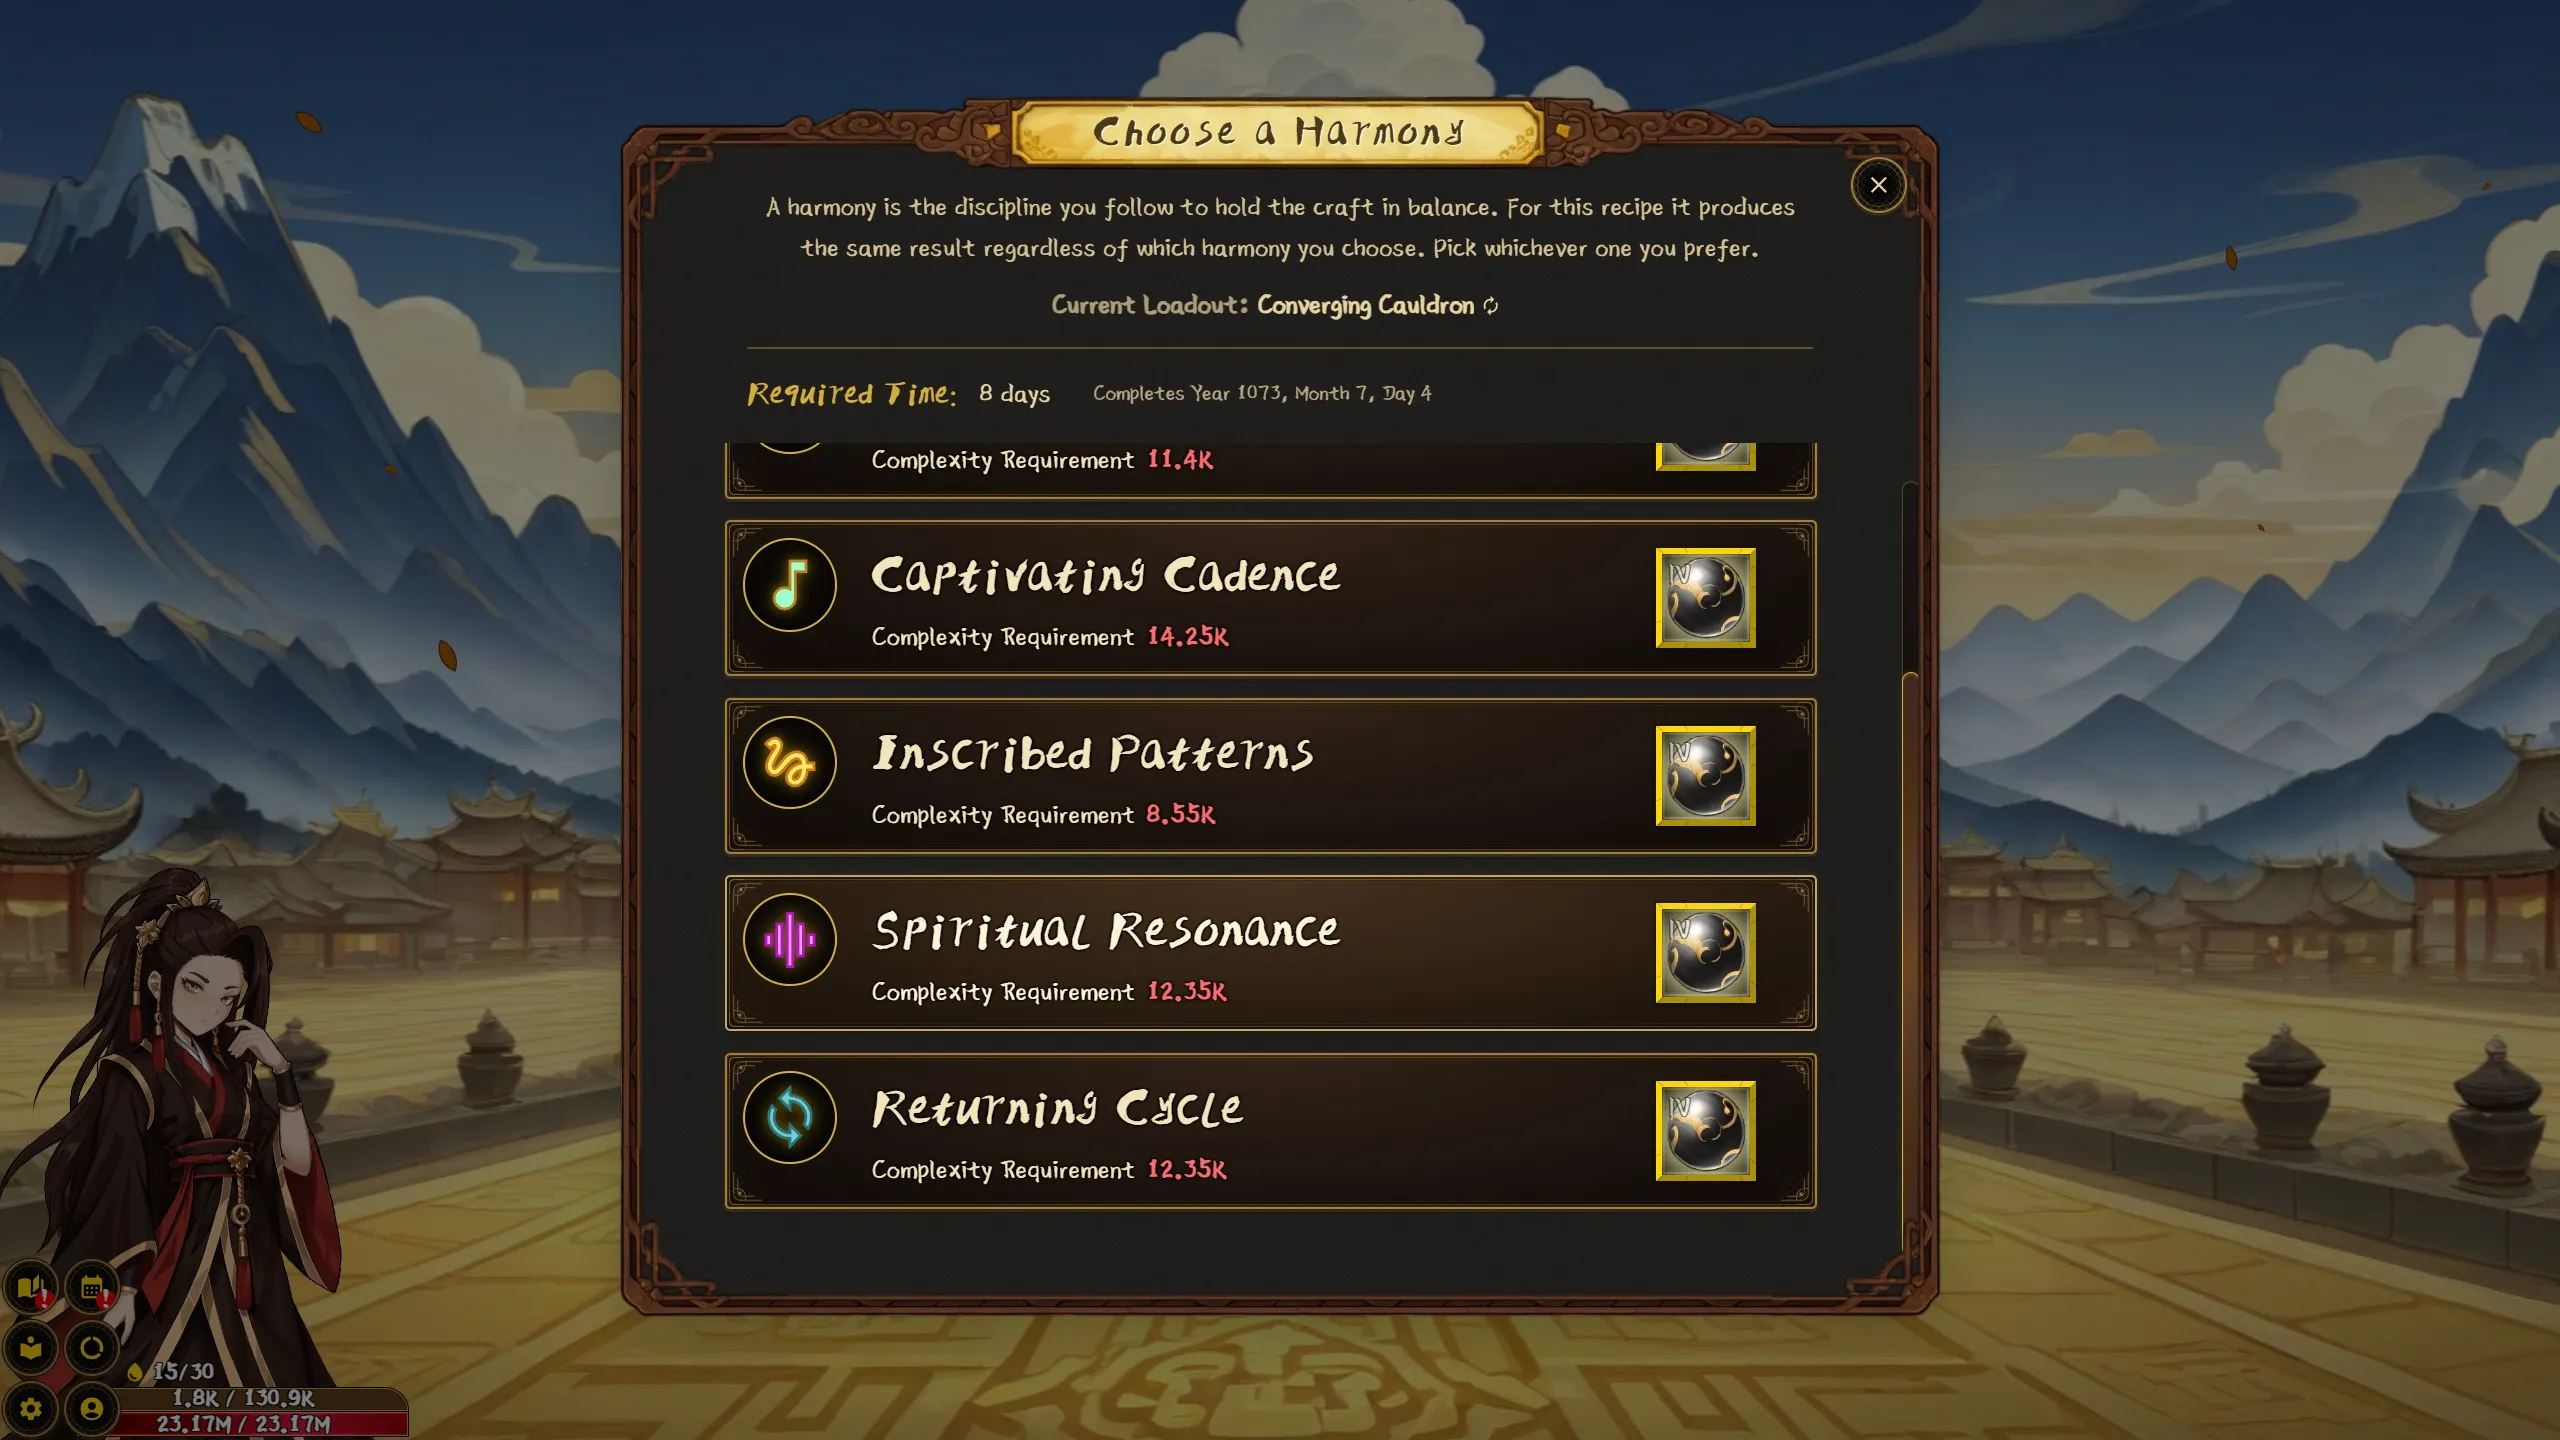 Choose a Harmony
A harmony is the discipline you follow to hold the craft in balance. For this recipe it produces
the same result regardless of which harmony you choose. Pick whichever one you prefer.
Current Loadout: Converging Cauldron
Required Time: 8 days Completes Year 1073, Month 7, Day 4
Complexity Requirement 11.4K
Captivating Cadence
Complexity Requirement 14.25K
IV
Inscribed Patterns
Complexity Requirement 8.55K
IV
Spiritual Resonance
Complexity Requirement 12.35K
IV
Returning Cycle
Complexity Requirement 12.35K
IV
15/30
1.8K / 130.9K
23.17M / 23.17M